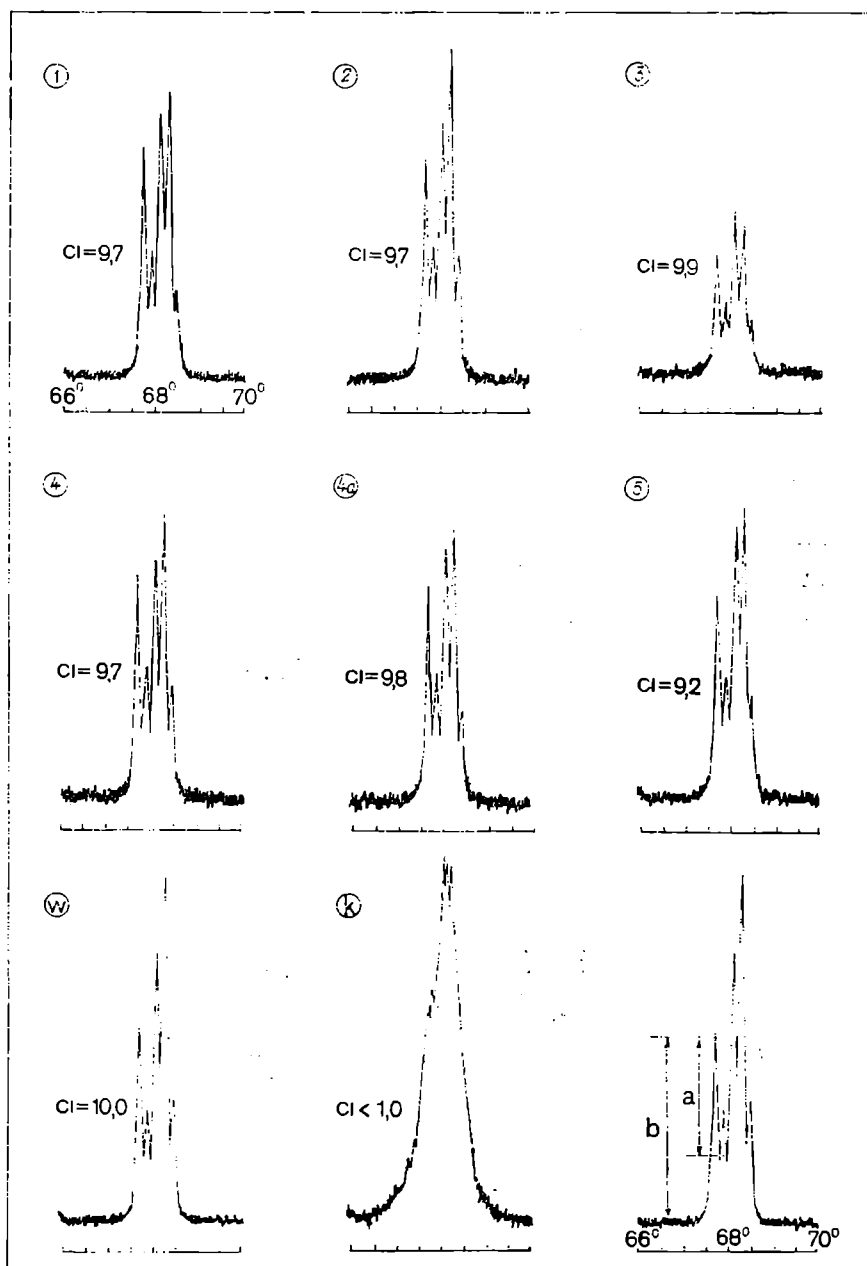 1
2
3
CI=9,7
CI=9,7
CI=9,9
66° 68° 70°
4
4a
5
CI=9,7
CI=9,8
CI=9,2
w
k
CI=10,0
CI<1,0
b
a
66° 68° 70°